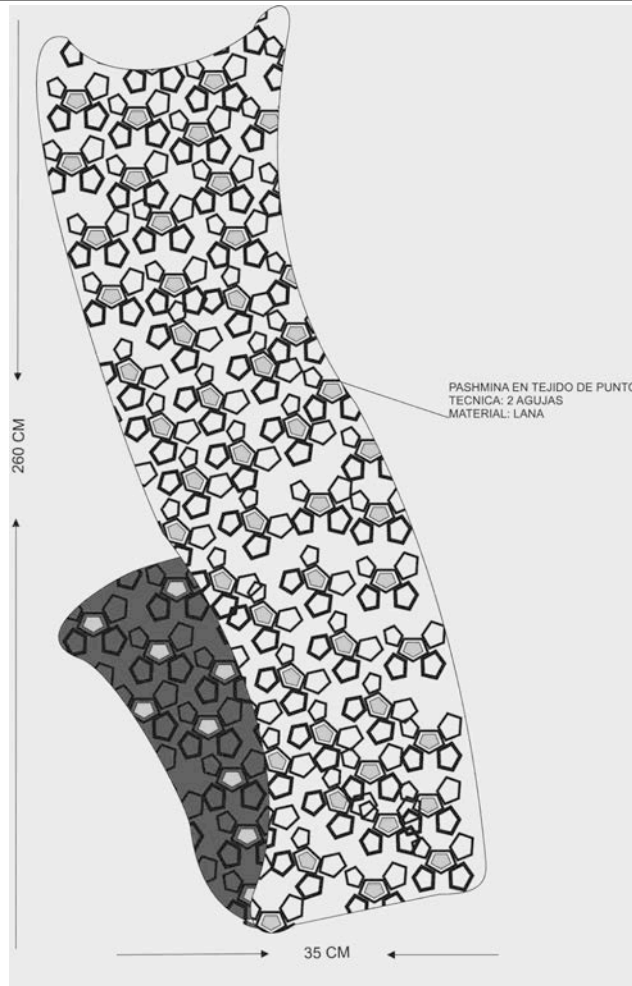 PASHMINA EN TEJIDO DE PUNTO
TECNICA: 2 AGUJAS
MATERIAL: LANA
260 CM
35 CM